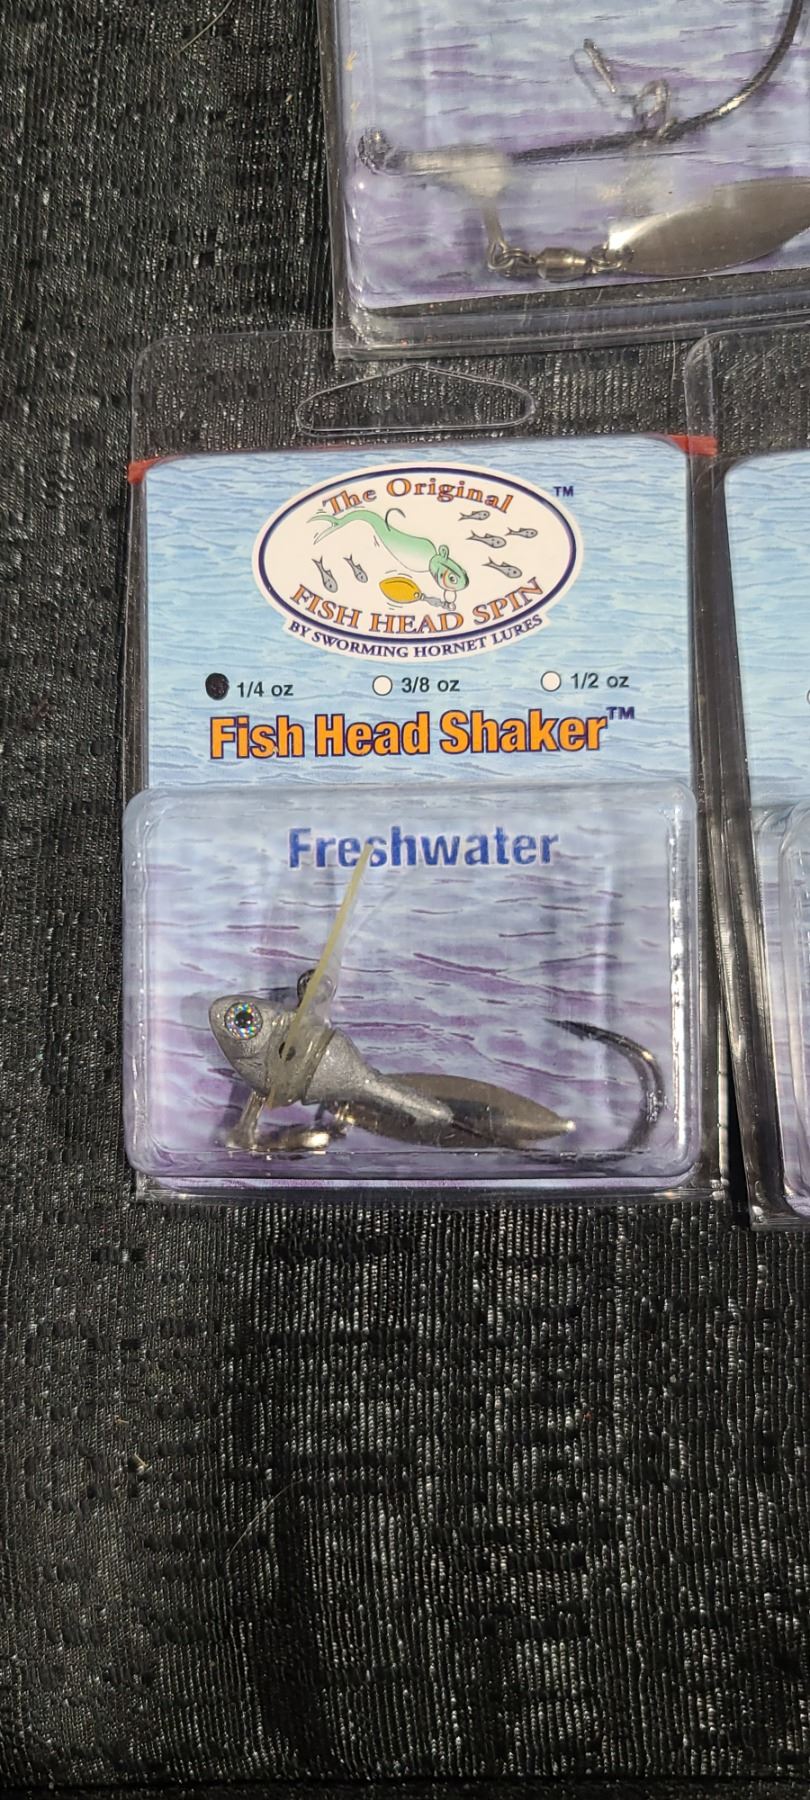 The Original
TM
FISH HEAD SPIN
BY SWORMING HORNET LURES
1/4 oz 3/8 oz 1/2 oz
Fish Head Shaker™
Freshwater